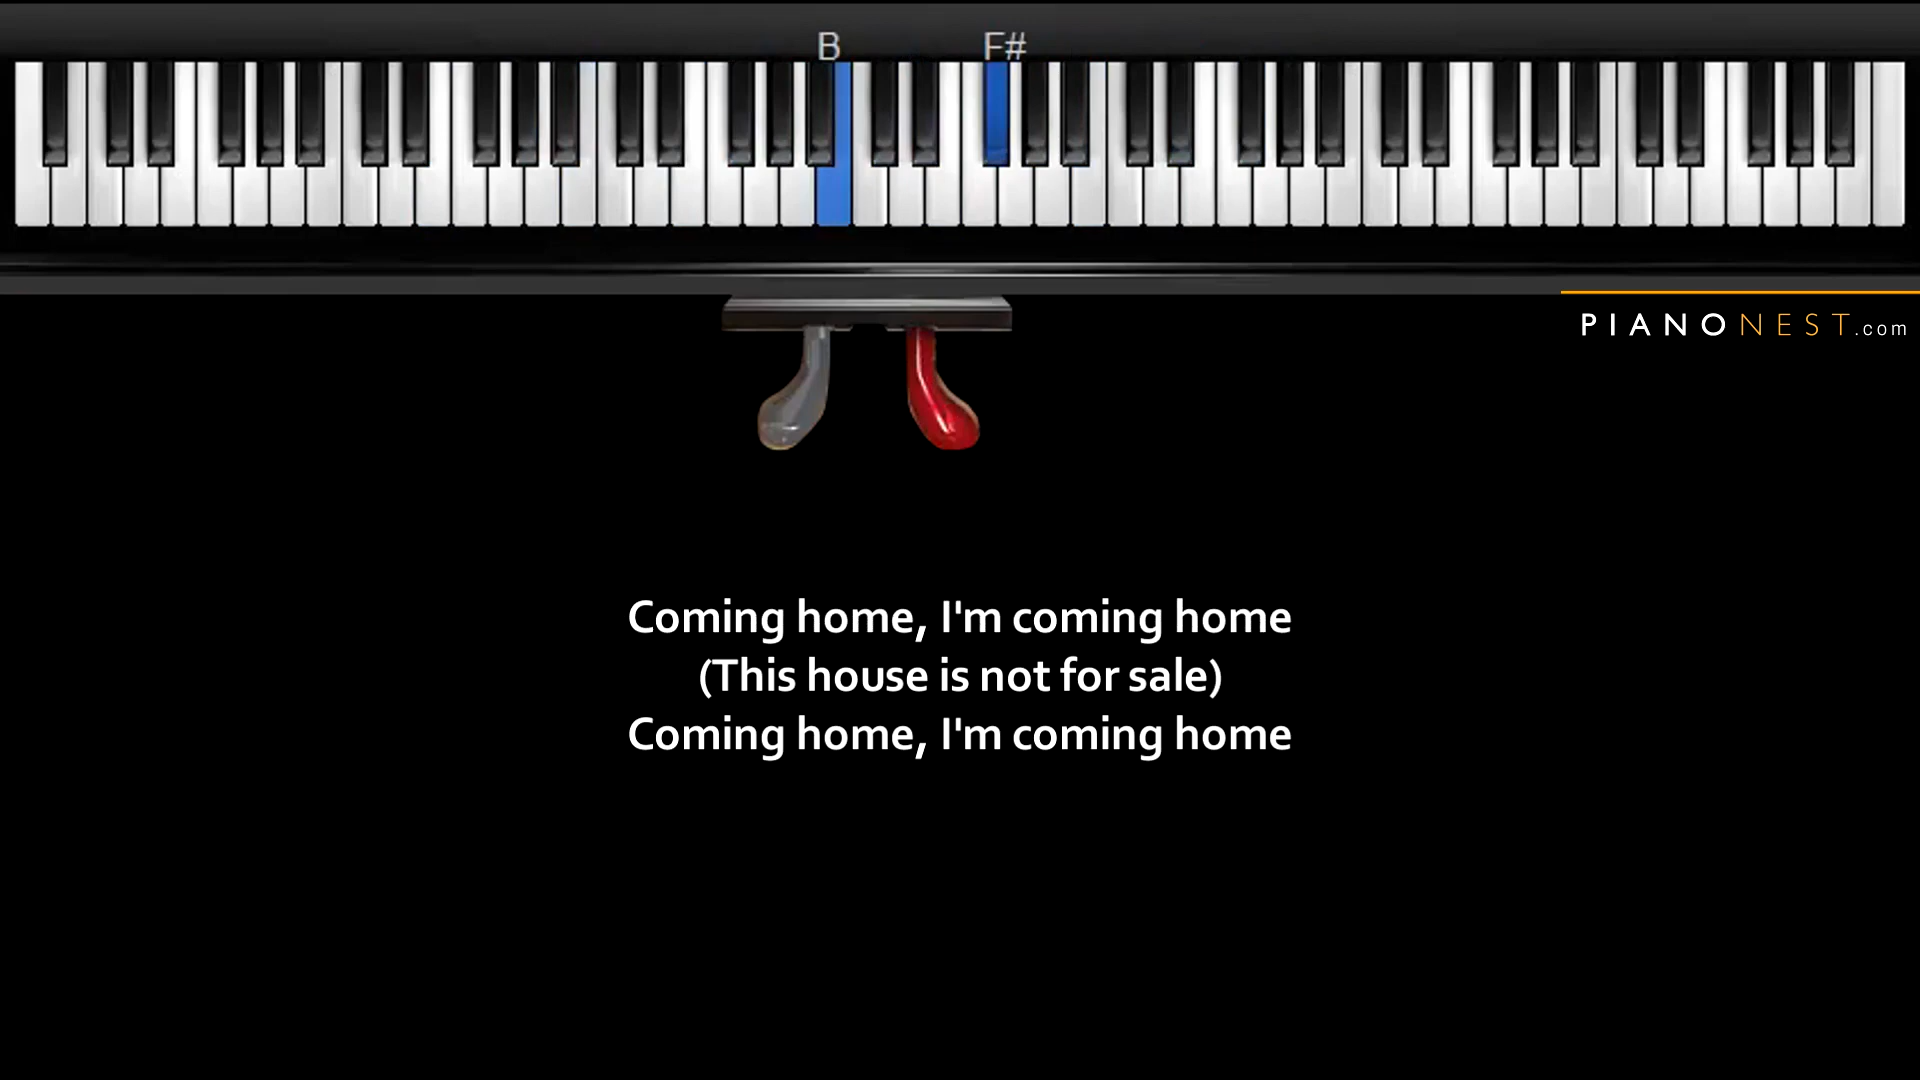 B F#
PIANONEST.com
Coming home, I'm coming home
(This house is not for sale)
Coming home, I'm coming home